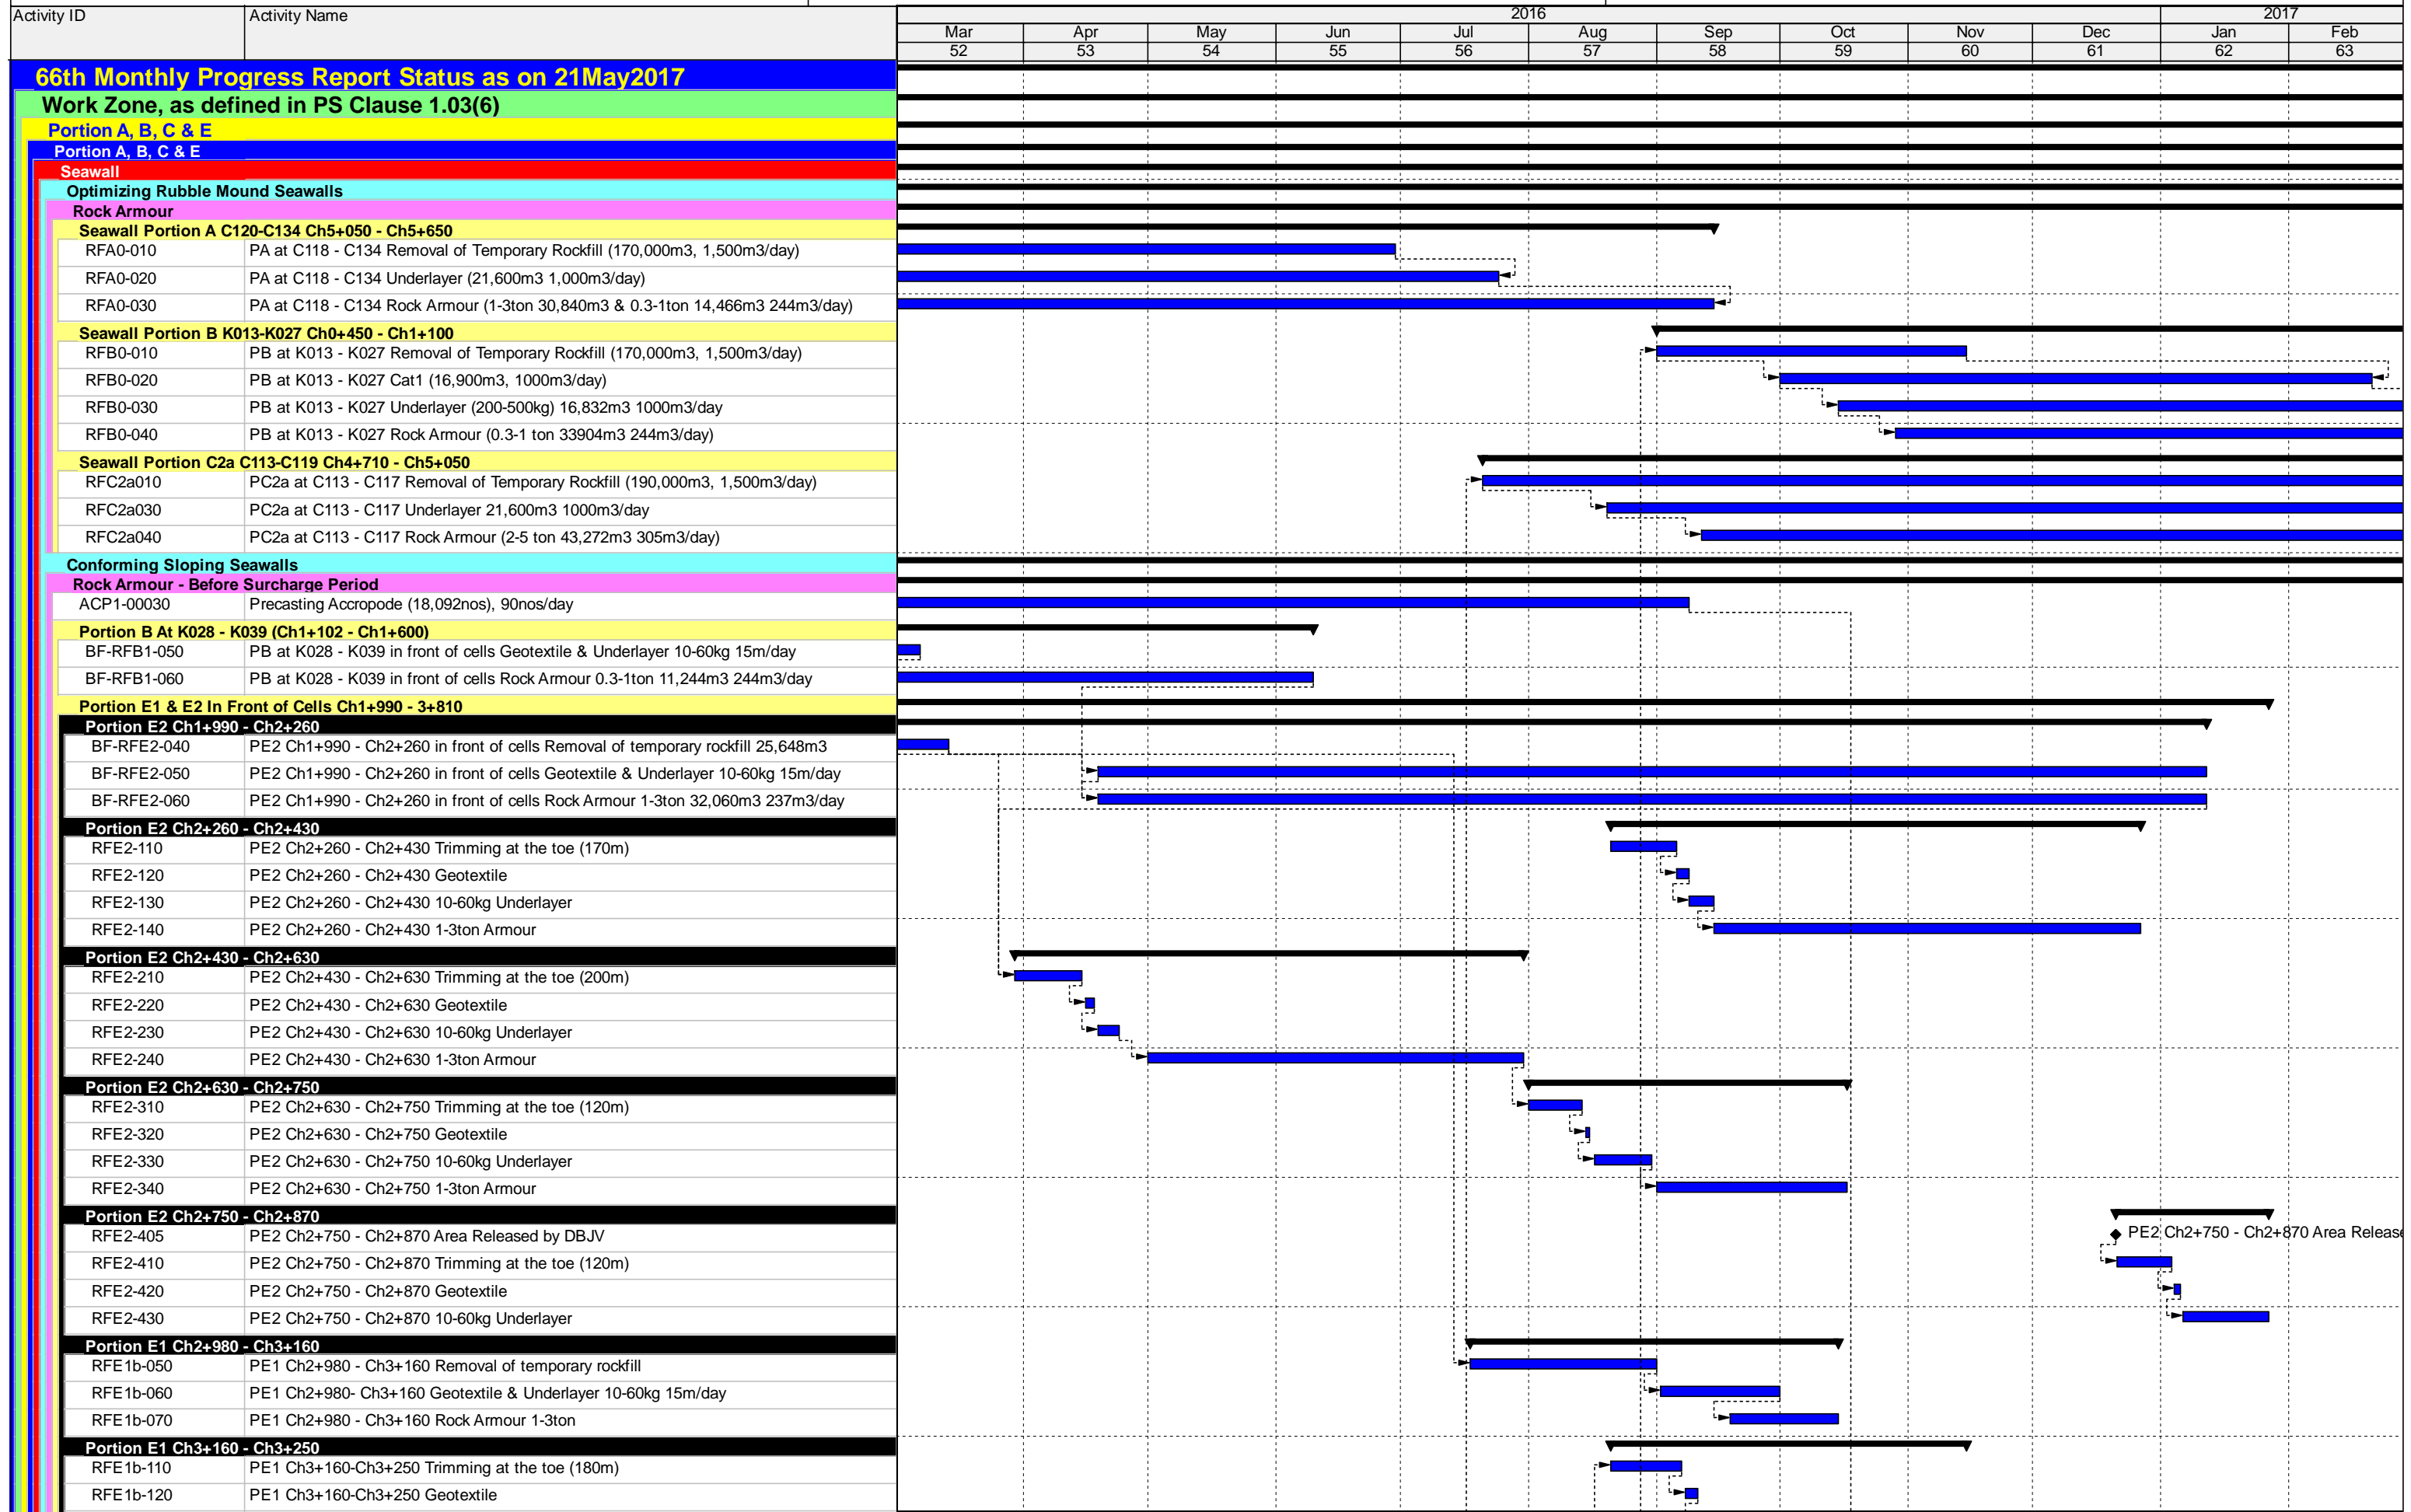 Activity ID Activity Name 2016 2017
Mar Apr May Jun Jul Aug Sep Oct Nov Dec Jan Feb
52 53 54 55 56 57 58 59 60 61 62 63
66th Monthly Progress Report Status as on 21May2017
Work Zone, as defined in PS Clause 1.03(6)
Portion A, B, C & E
Portion A, B, C & E
Seawall
Optimizing Rubble Mound Seawalls
Rock Armour
Seawall Portion A C120-C134 Ch5+050 - Ch5+650
RFA0-010 PA at C118 - C134 Removal of Temporary Rockfill (170,000m3, 1,500m3/day)
RFA0-020 PA at C118 - C134 Underlayer (21,600m3 1,000m3/day)
RFA0-030 PA at C118 - C134 Rock Armour (1-3ton 30,840m3 & 0.3-1ton 14,466m3 244m3/day)
Seawall Portion B K013-K027 Ch0+450 - Ch1+100
RFB0-010 PB at K013 - K027 Removal of Temporary Rockfill (170,000m3, 1,500m3/day)
RFB0-020 PB at K013 - K027 Cat1 (16,900m3, 1000m3/day)
RFB0-030 PB at K013 - K027 Underlayer (200-500kg) 16,832m3 1000m3/day
RFB0-040 PB at K013 - K027 Rock Armour (0.3-1 ton 33904m3 244m3/day)
Seawall Portion C2a C113-C119 Ch4+710 - Ch5+050
RFC2a010 PC2a at C113 - C117 Removal of Temporary Rockfill (190,000m3, 1,500m3/day)
RFC2a030 PC2a at C113 - C117 Underlayer 21,600m3 1000m3/day
RFC2a040 PC2a at C113 - C117 Rock Armour (2-5 ton 43,272m3 305m3/day)
Conforming Sloping Seawalls
Rock Armour - Before Surcharge Period
ACP1-00030 Precasting Accropode (18,092nos), 90nos/day
Portion B At K028 - K039 (Ch1+102 - Ch1+600)
BF-RFB1-050 PB at K028 - K039 in front of cells Geotextile & Underlayer 10-60kg 15m/day
BF-RFB1-060 PB at K028 - K039 in front of cells Rock Armour 0.3-1ton 11,244m3 244m3/day
Portion E1 & E2 In Front of Cells Ch1+990 - 3+810
Portion E2 Ch1+990 - Ch2+260
BF-RFE2-040 PE2 Ch1+990 - Ch2+260 in front of cells Removal of temporary rockfill 25,648m3
BF-RFE2-050 PE2 Ch1+990 - Ch2+260 in front of cells Geotextile & Underlayer 10-60kg 15m/day
BF-RFE2-060 PE2 Ch1+990 - Ch2+260 in front of cells Rock Armour 1-3ton 32,060m3 237m3/day
Portion E2 Ch2+260 - Ch2+430
RFE2-110 PE2 Ch2+260 - Ch2+430 Trimming at the toe (170m)
RFE2-120 PE2 Ch2+260 - Ch2+430 Geotextile
RFE2-130 PE2 Ch2+260 - Ch2+430 10-60kg Underlayer
RFE2-140 PE2 Ch2+260 - Ch2+430 1-3ton Armour
Portion E2 Ch2+430 - Ch2+630
RFE2-210 PE2 Ch2+430 - Ch2+630 Trimming at the toe (200m)
RFE2-220 PE2 Ch2+430 - Ch2+630 Geotextile
RFE2-230 PE2 Ch2+430 - Ch2+630 10-60kg Underlayer
RFE2-240 PE2 Ch2+430 - Ch2+630 1-3ton Armour
Portion E2 Ch2+630 - Ch2+750
RFE2-310 PE2 Ch2+630 - Ch2+750 Trimming at the toe (120m)
RFE2-320 PE2 Ch2+630 - Ch2+750 Geotextile
RFE2-330 PE2 Ch2+630 - Ch2+750 10-60kg Underlayer
RFE2-340 PE2 Ch2+630 - Ch2+750 1-3ton Armour
Portion E2 Ch2+750 - Ch2+870
RFE2-405 PE2 Ch2+750 - Ch2+870 Area Released by DBJV PE2 Ch2+750 - Ch2+870 Area Release
RFE2-410 PE2 Ch2+750 - Ch2+870 Trimming at the toe (120m)
RFE2-420 PE2 Ch2+750 - Ch2+870 Geotextile
RFE2-430 PE2 Ch2+750 - Ch2+870 10-60kg Underlayer
Portion E1 Ch2+980 - Ch3+160
RFE1b-050 PE1 Ch2+980 - Ch3+160 Removal of temporary rockfill
RFE1b-060 PE1 Ch2+980- Ch3+160 Geotextile & Underlayer 10-60kg 15m/day
RFE1b-070 PE1 Ch2+980 - Ch3+160 Rock Armour 1-3ton
Portion E1 Ch3+160 - Ch3+250
RFE1b-110 PE1 Ch3+160-Ch3+250 Trimming at the toe (180m)
RFE1b-120 PE1 Ch3+160-Ch3+250 Geotextile